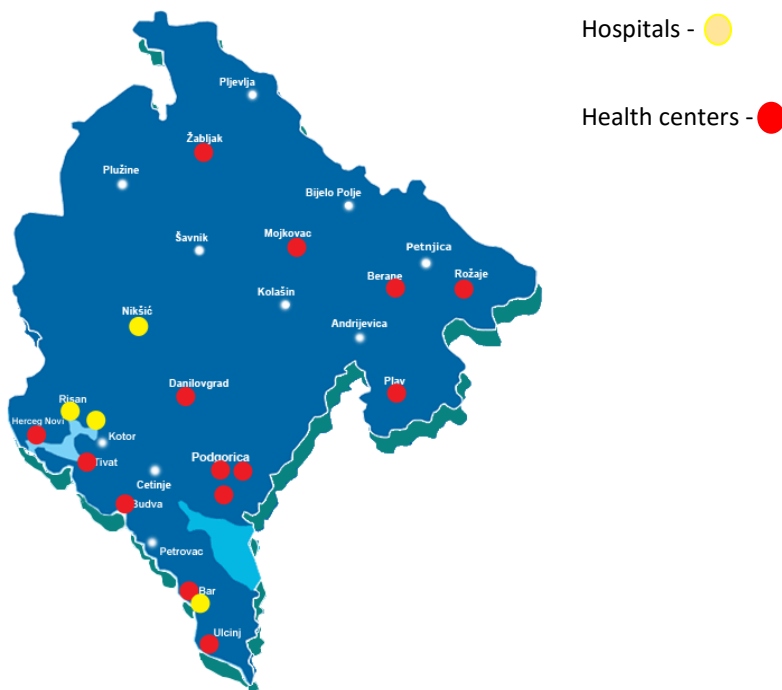 Hospitals -
Health centers -
Pljevlja
Žabljak
Plužine
Bijelo Polje
Šavnik
Mojkovac
Petnjica
Berane
Rožaje
Kolašin
Nikšić
Andrijevica
Danilovgrad
Plav
Risan
Herceg Novi
Kotor
Tivat
Podgorica
Cetinje
Budva
Petrovac
Bar
Ulcinj